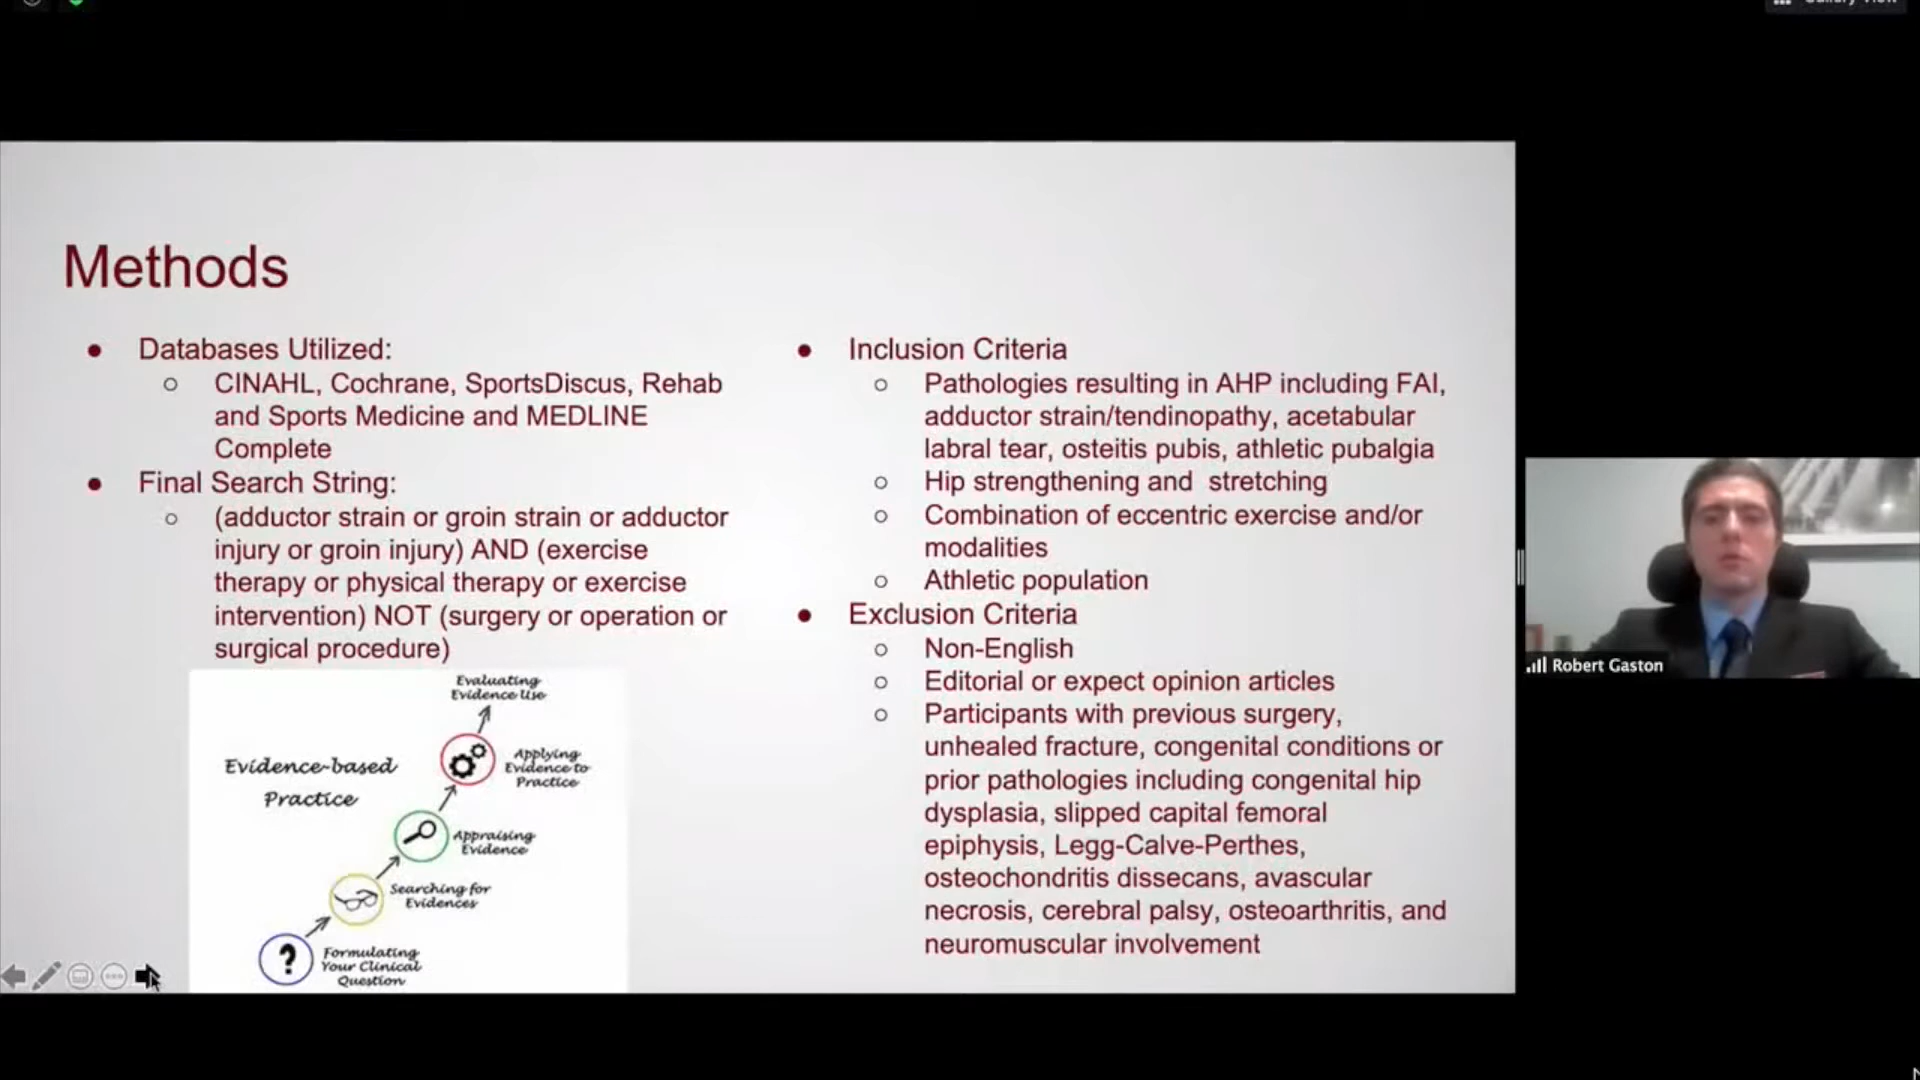 Gallery View
Methods
● Databases Utilized:
○ CINAHL, Cochrane, SportsDiscus, Rehab
and Sports Medicine and MEDLINE
Complete
● Final Search String:
○ (adductor strain or groin strain or adductor
injury or groin injury) AND (exercise
therapy or physical therapy or exercise
intervention) NOT (surgery or operation or
surgical procedure)
Evidence-based
Practice
Evaluating
Evidence Use
Applying
Evidence to
Practice
Appraising
Evidence
Searching for
Evidences
?
Formulating
Your Clinical
Question
● Inclusion Criteria
○ Pathologies resulting in AHP including FAI,
adductor strain/tendinopathy, acetabular
labral tear, osteitis pubis, athletic pubalgia
○ Hip strengthening and stretching
○ Combination of eccentric exercise and/or
modalities
○ Athletic population
● Exclusion Criteria
○ Non-English
○ Editorial or expect opinion articles
○ Participants with previous surgery,
unhealed fracture, congenital conditions or
prior pathologies including congenital hip
dysplasia, slipped capital femoral
epiphysis, Legg-Calve-Perthes,
osteochondritis dissecans, avascular
necrosis, cerebral palsy, osteoarthritis, and
neuromuscular involvement
Robert Gaston